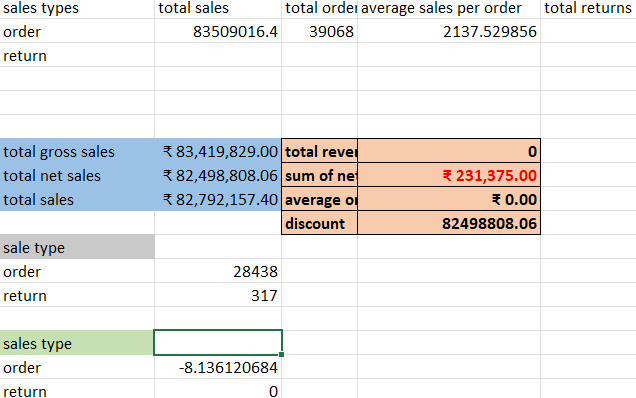 sales types total sales total order average sales per order total returns
order 83509016.4 39068 2137.529856
return
total gross sales ₹ 83,419,829.00 total reve 0
total net sales ₹ 82,498,808.06 sum of net ₹ 231,375.00
total sales ₹ 82,792,157.40 average o ₹ 0.00
discount 82498808.06
sale type
order 28438
return 317
sales type
order -8.136120684
return 0